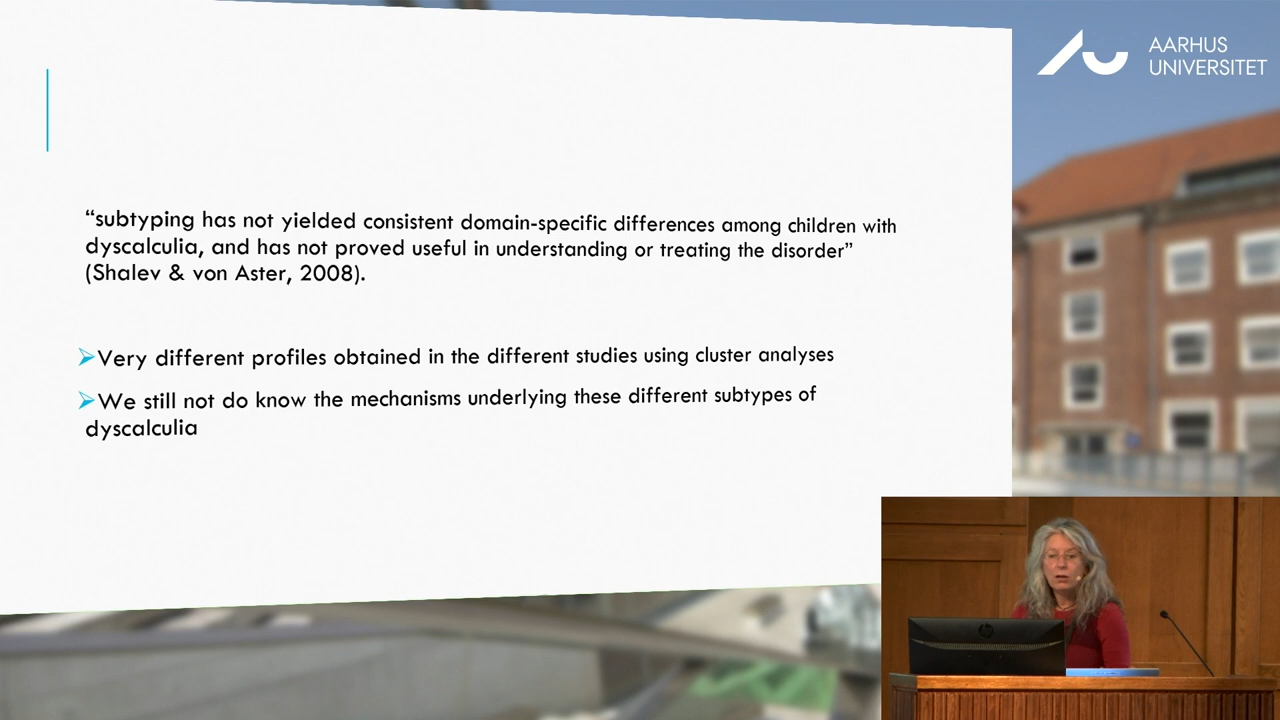 AARHUS
UNIVERSITET
“subtyping has not yielded consistent domain-specific differences among children with
dyscalculia, and has not proved useful in understanding or treating the disorder”
(Shalev & von Aster, 2008).
Very different profiles obtained in the different studies using cluster analyses
We still not do know the mechanisms underlying these different subtypes of
dyscalculia